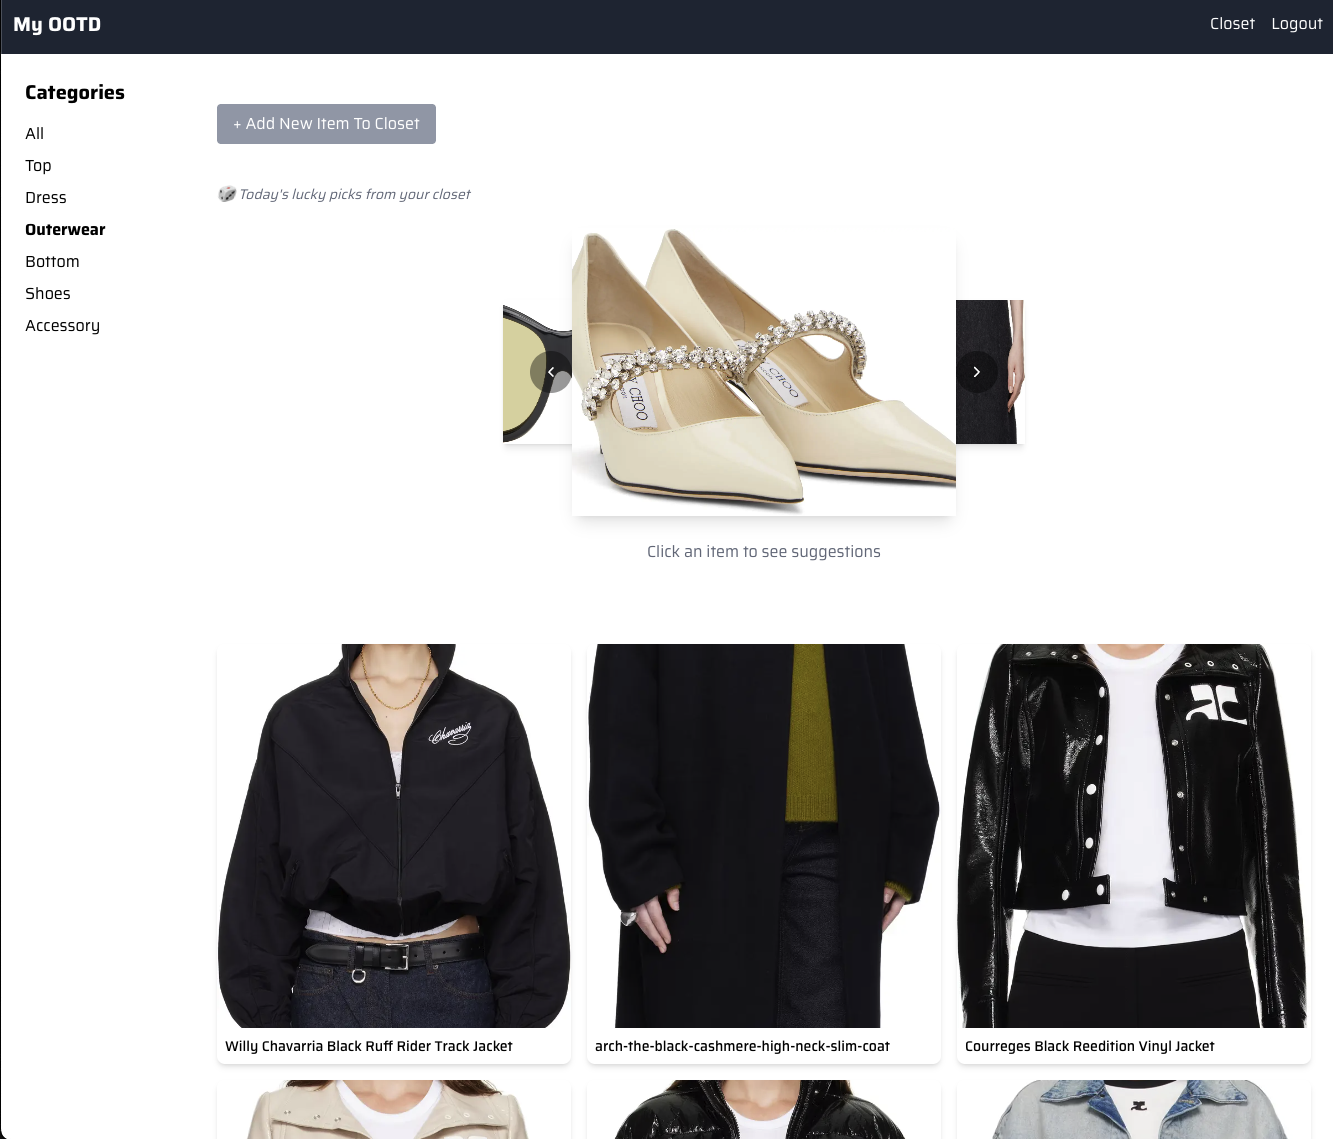 My OOTD
Closet
Logout
Categories
All
Top
Dress
Outerwear
Bottom
Shoes
Accessory
+ Add New Item To Closet
Today's lucky picks from your closet
CHOO
CHOO
Click an item to see suggestions
Chavarria
Willy Chavarria Black Ruff Rider Track Jacket
arch-the-black-cashmere-high-neck-slim-coat
Courreges Black Reedition Vinyl Jacket